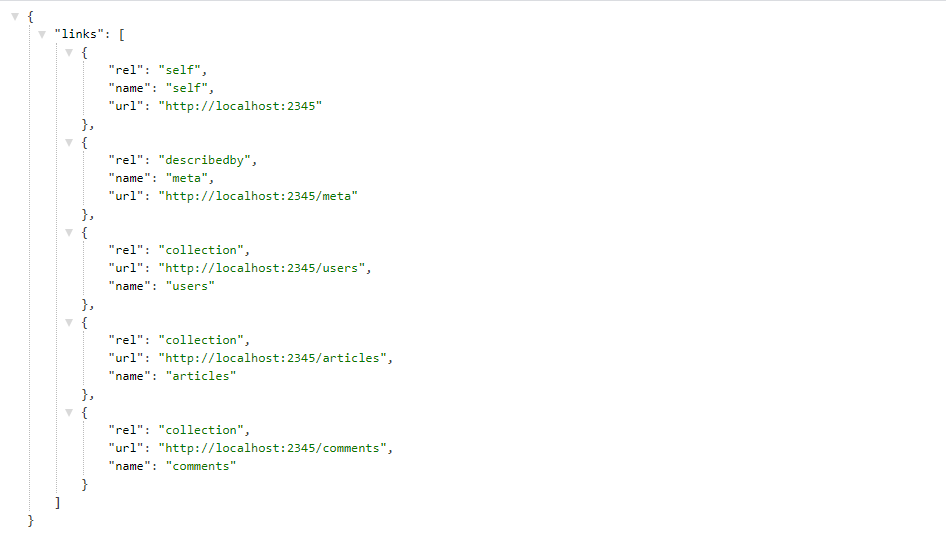 {
"links": [
{
"rel": "self",
"name": "self",
"url": "http://localhost:2345"
},
{
"rel": "describedby",
"name": "meta",
"url": "http://localhost:2345/meta"
},
{
"rel": "collection",
"url": "http://localhost:2345/users",
"name": "users"
},
{
"rel": "collection",
"url": "http://localhost:2345/articles",
"name": "articles"
},
{
"rel": "collection",
"url": "http://localhost:2345/comments",
"name": "comments"
}
]
}